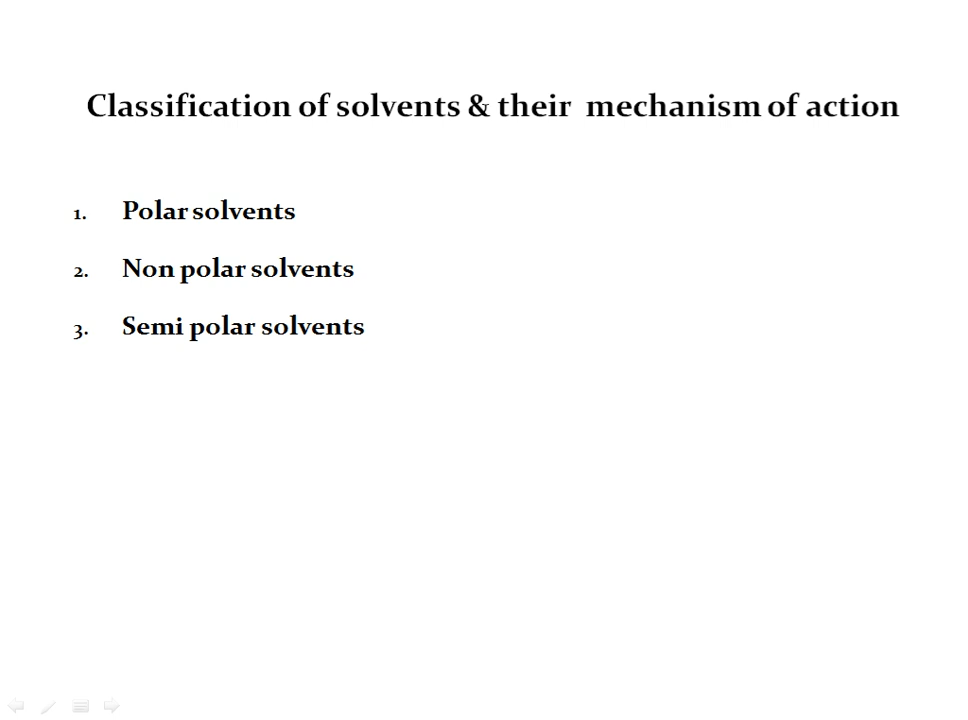 Classification of solvents & their mechanism of action
1. Polar solvents
2. Non polar solvents
3. Semi polar solvents